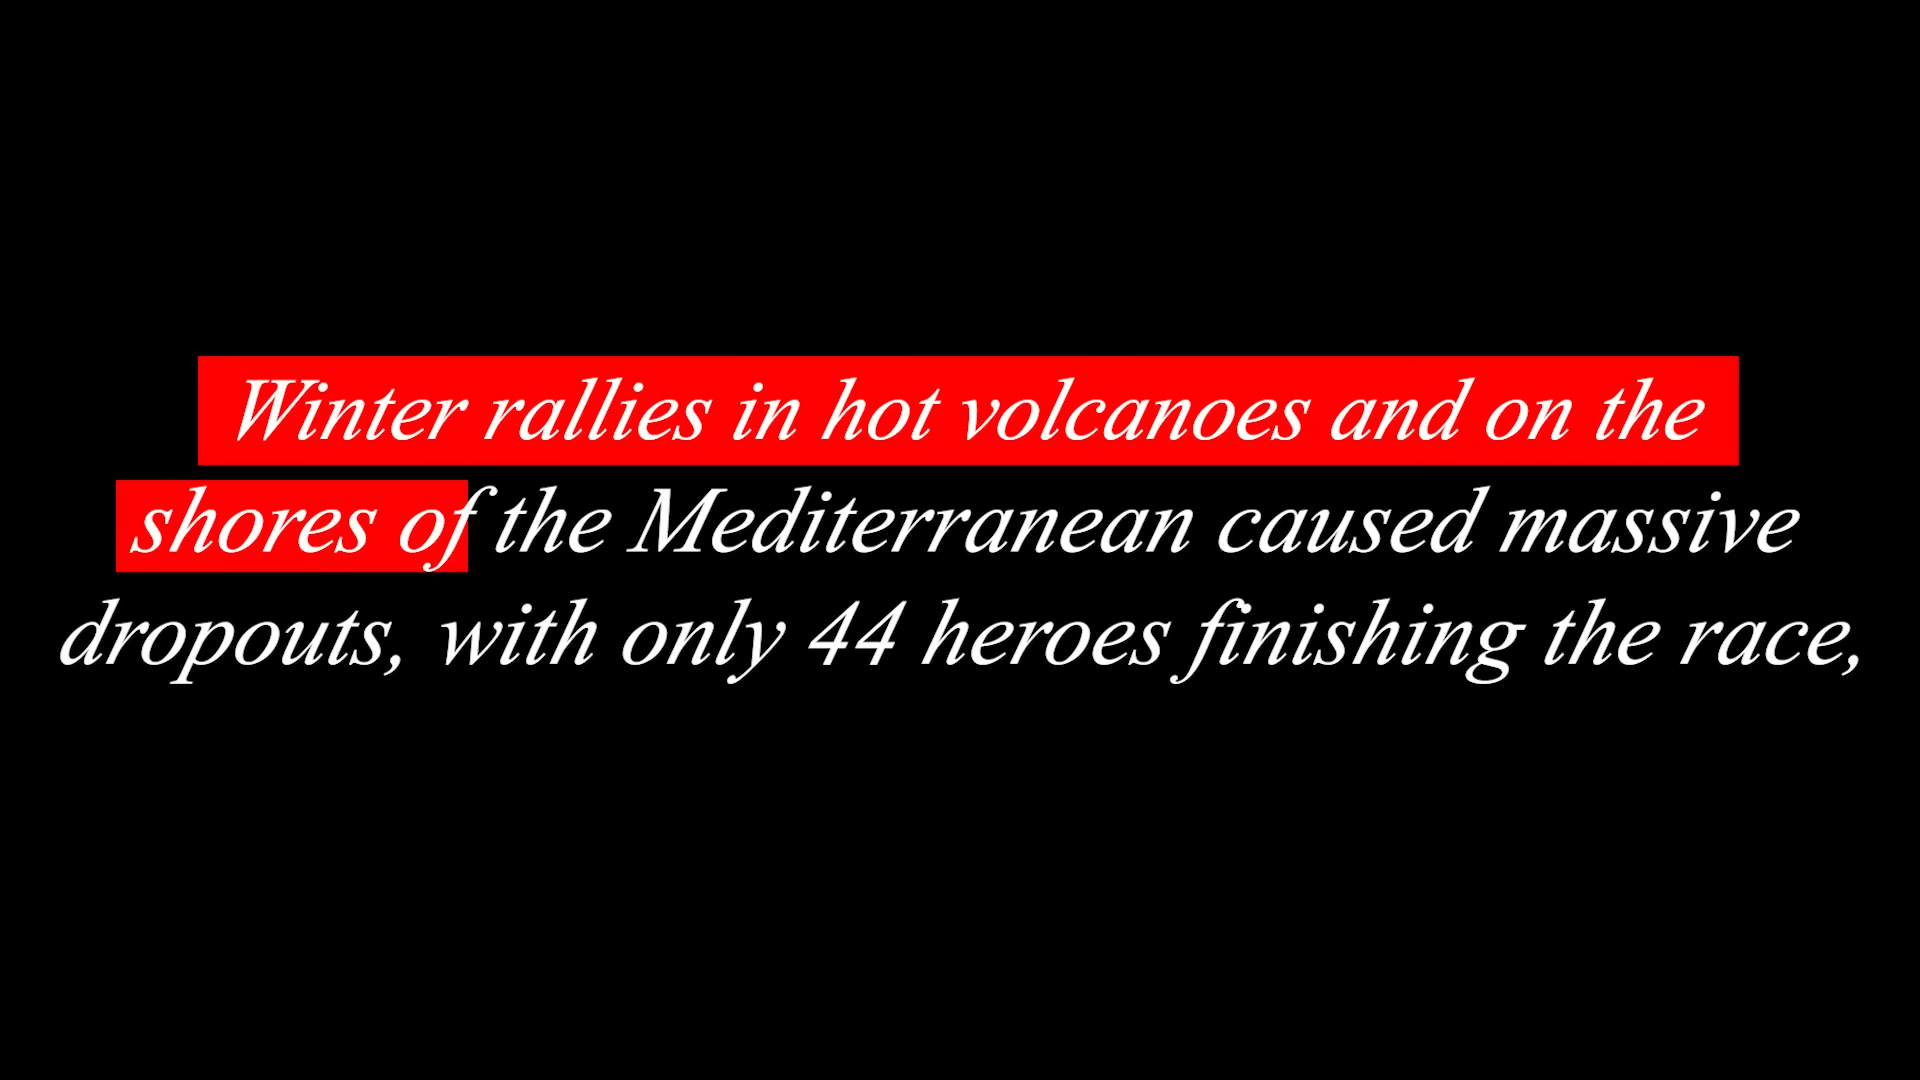 Winter rallies in hot volcanoes and on the
shores of the Mediterranean caused massive
dropouts, with only 44 heroes finishing the race,